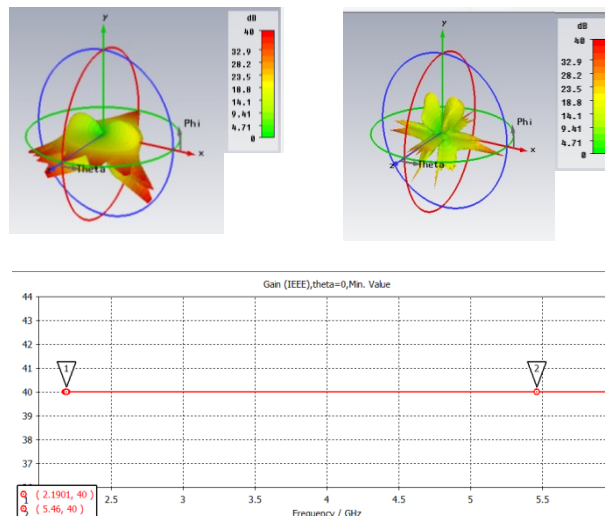 y
dB
40
32.9
28.2
23.5
18.8
14.1
9.41
4.71
0
Phi
x
z
Theta
y
dB
40
32.9
28.2
23.5
18.8
14.1
9.41
4.71
0
Phi
x
z
Theta
Gain (IEEE),theta=0,Min. Value
44
43
42
41
40
39
38
37
1
2
1 ( 2.1901, 40 )
2 ( 5.46, 40 )
2.5 3 3.5 4 4.5 5 5.5
Frequency / GHz